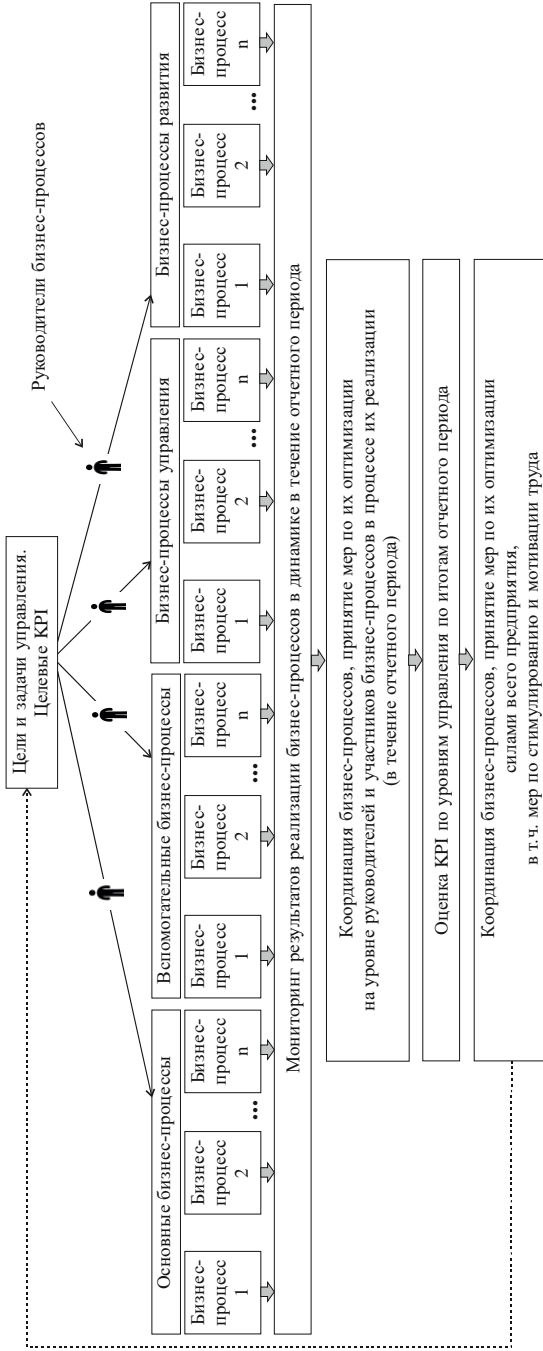 Цели и задачи управления.
Целевые KPI
Руководители бизнес-процессов
Основные бизнес-процессы
Вспомогательные бизнес-процессы
Бизнес-процессы управления
Бизнес-процессы развития
Бизнес-
процесс
1
Бизнес-
процесс
2
...
Бизнес-
процесс
n
Бизнес-
процесс
1
Бизнес-
процесс
2
...
Бизнес-
процесс
n
Бизнес-
процесс
1
Бизнес-
процесс
2
...
Бизнес-
процесс
n
Бизнес-
процесс
1
Бизнес-
процесс
2
...
Бизнес-
процесс
n
Мониторинг результатов реализации бизнес-процессов в динамике в течение отчетного периода
Координация бизнес-процессов, принятие мер по их оптимизации
на уровне руководителей и участников бизнес-процессов в процессе их реализации
(в течение отчетного периода)
Оценка KPI по уровням управления по итогам отчетного периода
Координация бизнес-процессов, принятие мер по их оптимизации
силами всего предприятия,
в т. ч. мер по стимулированию и мотивации труда